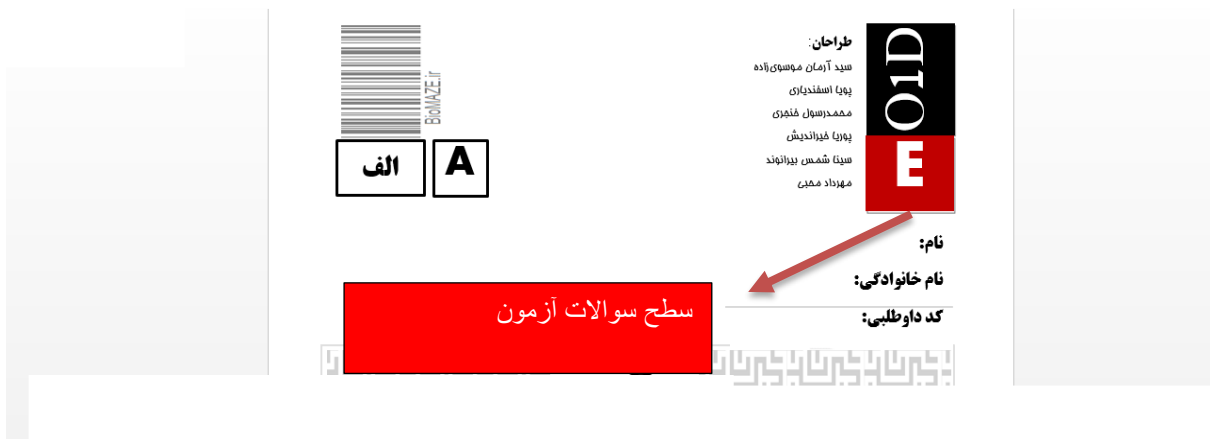 O1D
E
طراحان:
سید آرمان موسوی‌زاده
پویا اسفندیاری
محمدرسول خنجری
پوریا خیراندیش
سینا شمس بیرانوند
مهرداد محبی
BioMAZE.ir
A
الف
نام:
نام خانوادگی:
کد داوطلبی:
سطح سوالات آزمون